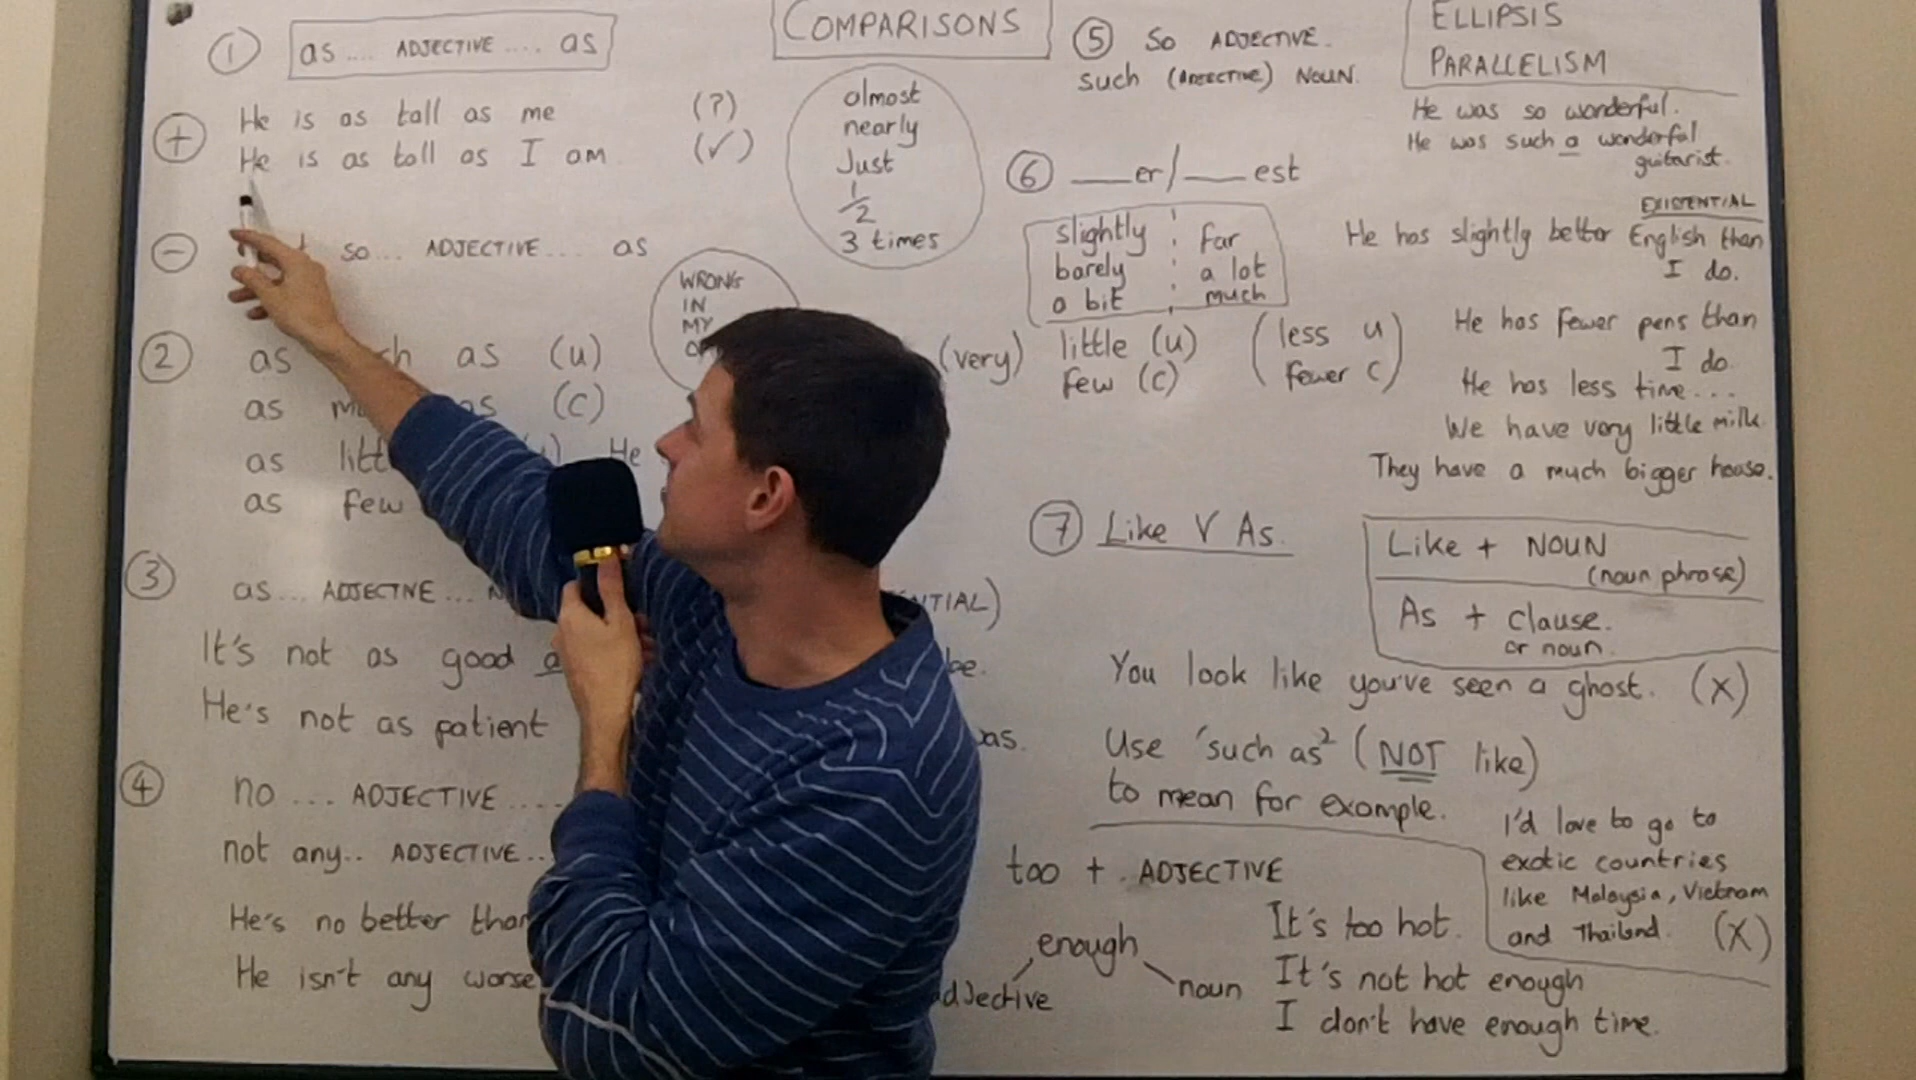 COMPARISONS
① as .... ADJECTIVE .... as
+ He is as tall as me (?)
He is as tall as I am (✓)
− so... ADJECTIVE.... as
almost
nearly
Just
1/2
3 times
WRONG
IN
MY
② as as (u)
as as (c)
as He
as few
③ as... ADJECTIVE...
It's not as good be.
He's not as patient
④ no ... ADJECTIVE .....
not any.. ADJECTIVE...
He's no better than
He isn't any worse
⑤ So ADJECTIVE.
such (ADJECTIVE) NOUN.
ELLIPSIS
PARALLELISM
He was so wonderful.
He was such a wonderful
guitarist.
⑥ ___er/___est
slightly far
barely a lot
a bit much
EXISTENTIAL
He has slightly better English than
I do.
(very) little (u) (less u)
few (c) (fewer c)
He has fewer pens than
I do.
He has less time...
We have very little milk.
They have a much bigger house.
⑦ Like V As.
Like + NOUN
(noun phrase)
As + clause.
or noun.
You look like you've seen a ghost. (X)
Use 'such as' (NOT like)
to mean for example.
I'd love to go to
exotic countries
like Malaysia, Vietnam
and Thailand. (X)
too + ADJECTIVE
enough
adjective noun
It's too hot.
It's not hot enough
I don't have enough time.